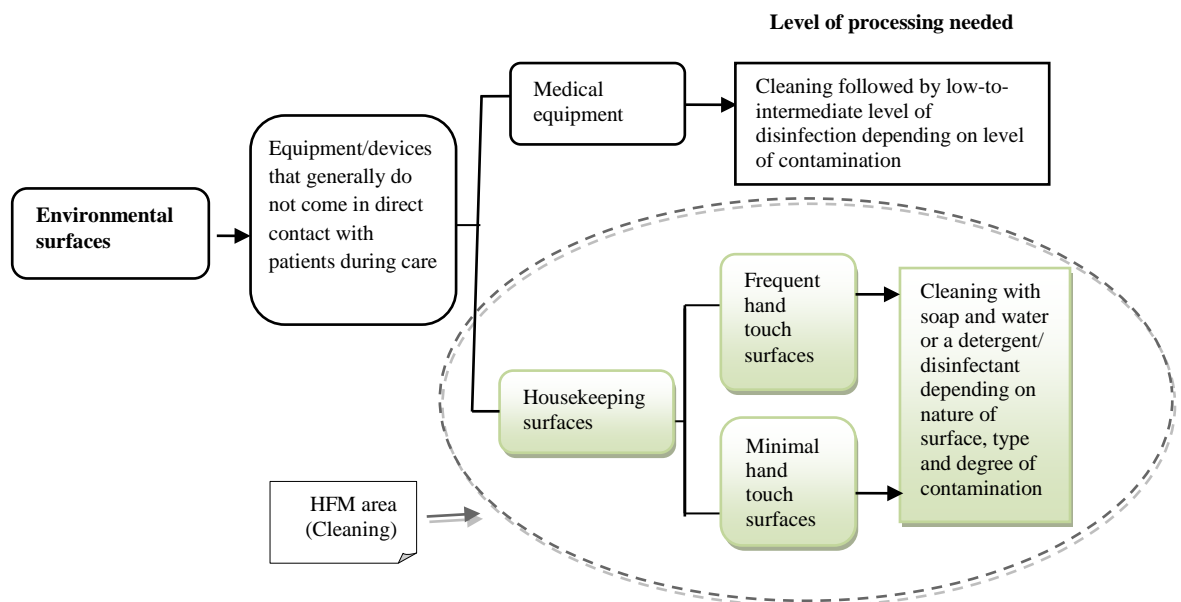 Level of processing needed
Medical
equipment
Cleaning followed by low-to-
intermediate level of
disinfection depending on level
of contamination
Equipment/devices
that generally do
not come in direct
contact with
patients during care
Environmental
surfaces
Frequent
hand
touch
surfaces
Cleaning with
soap and water
or a detergent/
disinfectant
depending on
nature of
surface, type
and degree of
contamination
Housekeeping
surfaces
Minimal
hand
touch
surfaces
HFM area
(Cleaning)